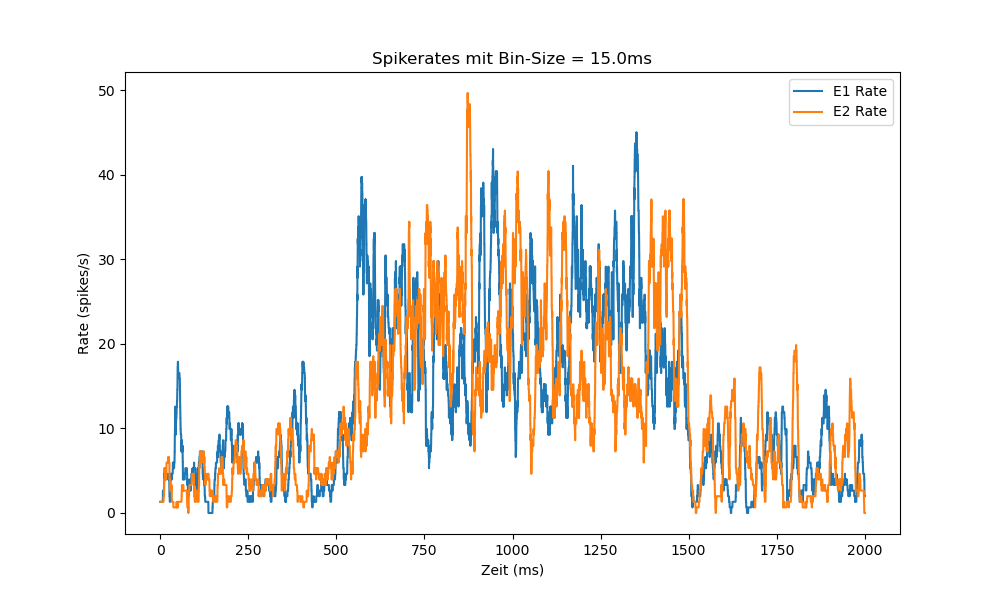 Spikerates mit Bin-Size = 15.0ms
E1 Rate
E2 Rate
Rate (spikes/s)
50
40
30
20
10
0
0 250 500 750 1000 1250 1500 1750 2000
Zeit (ms)